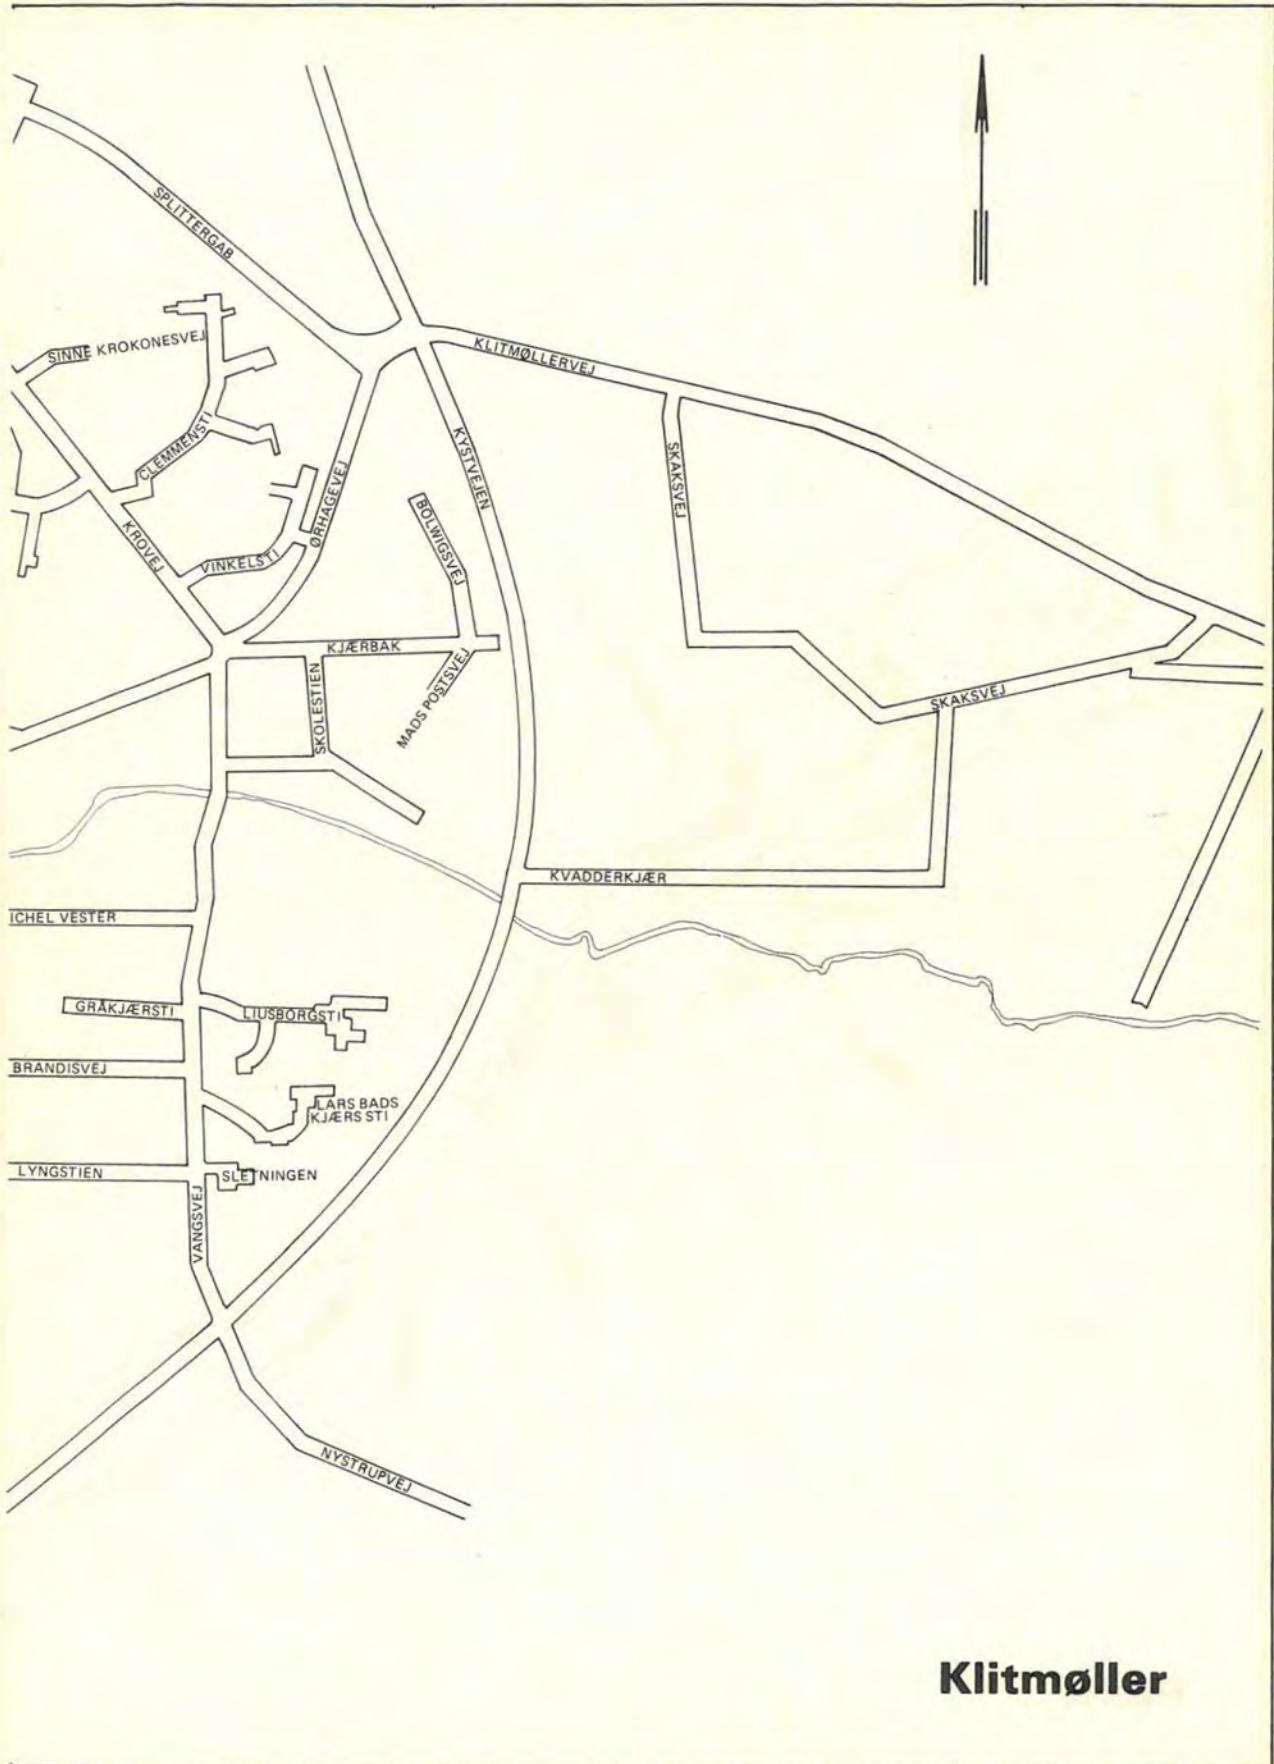 SPLITTERGAB
SINNE KROKONESVEJ
KLITMØLLERVEJ
CLEMMENSTI
KYSTVEJEN
SKAKSVEJ
ØRHAGEVEJ
BOLWIGSVEJ
KROVEJ
VINKELSTI
KJÆRBAK
SKOLESTIEN
MADS POSTSVEJ
SKAKSVEJ
KVADDERKJÆR
ICHEL VESTER
GRÅKJÆRSTI
LIUSBORGSTI
BRANDISVEJ
LARS BADS
KJÆRS STI
LYNGSTIEN
SLETNINGEN
VANGSVEJ
NYSTRUPVEJ
Klitmøller